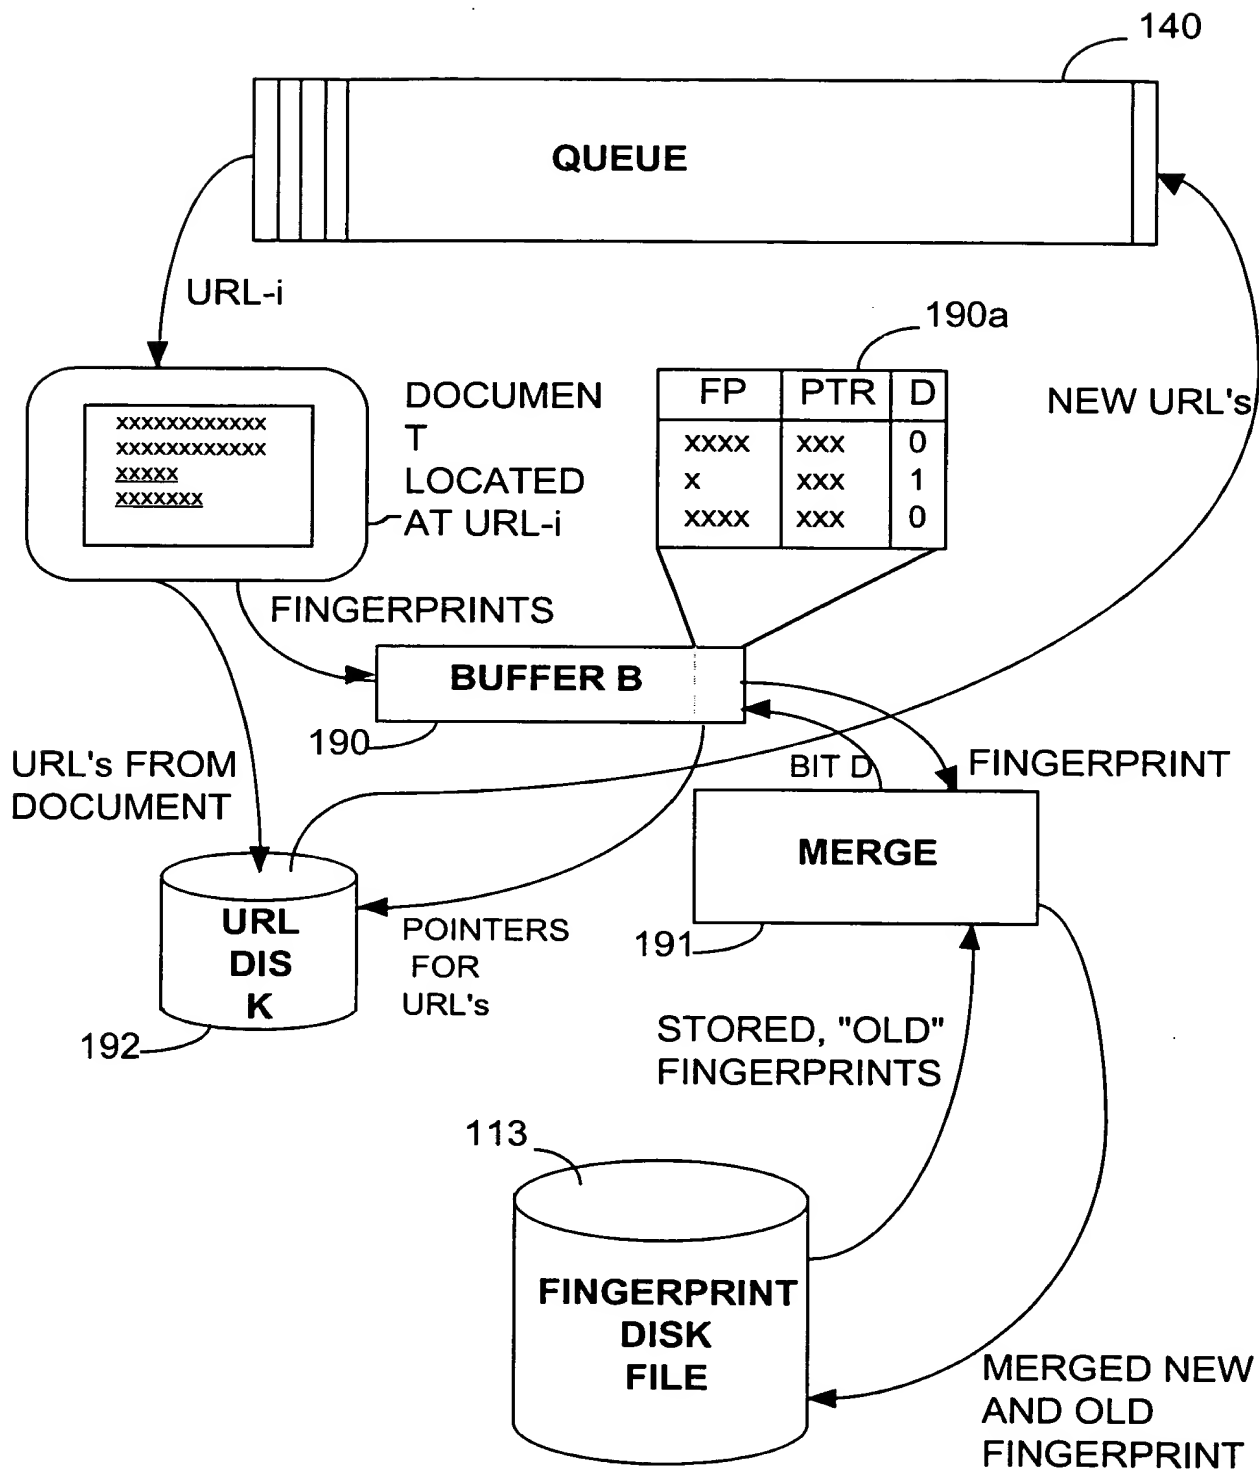 140
QUEUE
URL-i
190a
FP PTR D
xxxx xxx 0
x xxx 1
xxxx xxx 0
NEW URL's
xxxxxxxxxxxx
xxxxxxxxxxxx
xxxxx
xxxxxxx
DOCUMEN
T
LOCATED
AT URL-i
FINGERPRINTS
BUFFER B
190
URL's FROM
DOCUMENT
BIT D
FINGERPRINT
MERGE
191
URL
DIS
K
192
POINTERS
FOR
URL's
STORED, "OLD"
FINGERPRINTS
113
FINGERPRINT
DISK
FILE
MERGED NEW
AND OLD
FINGERPRINT